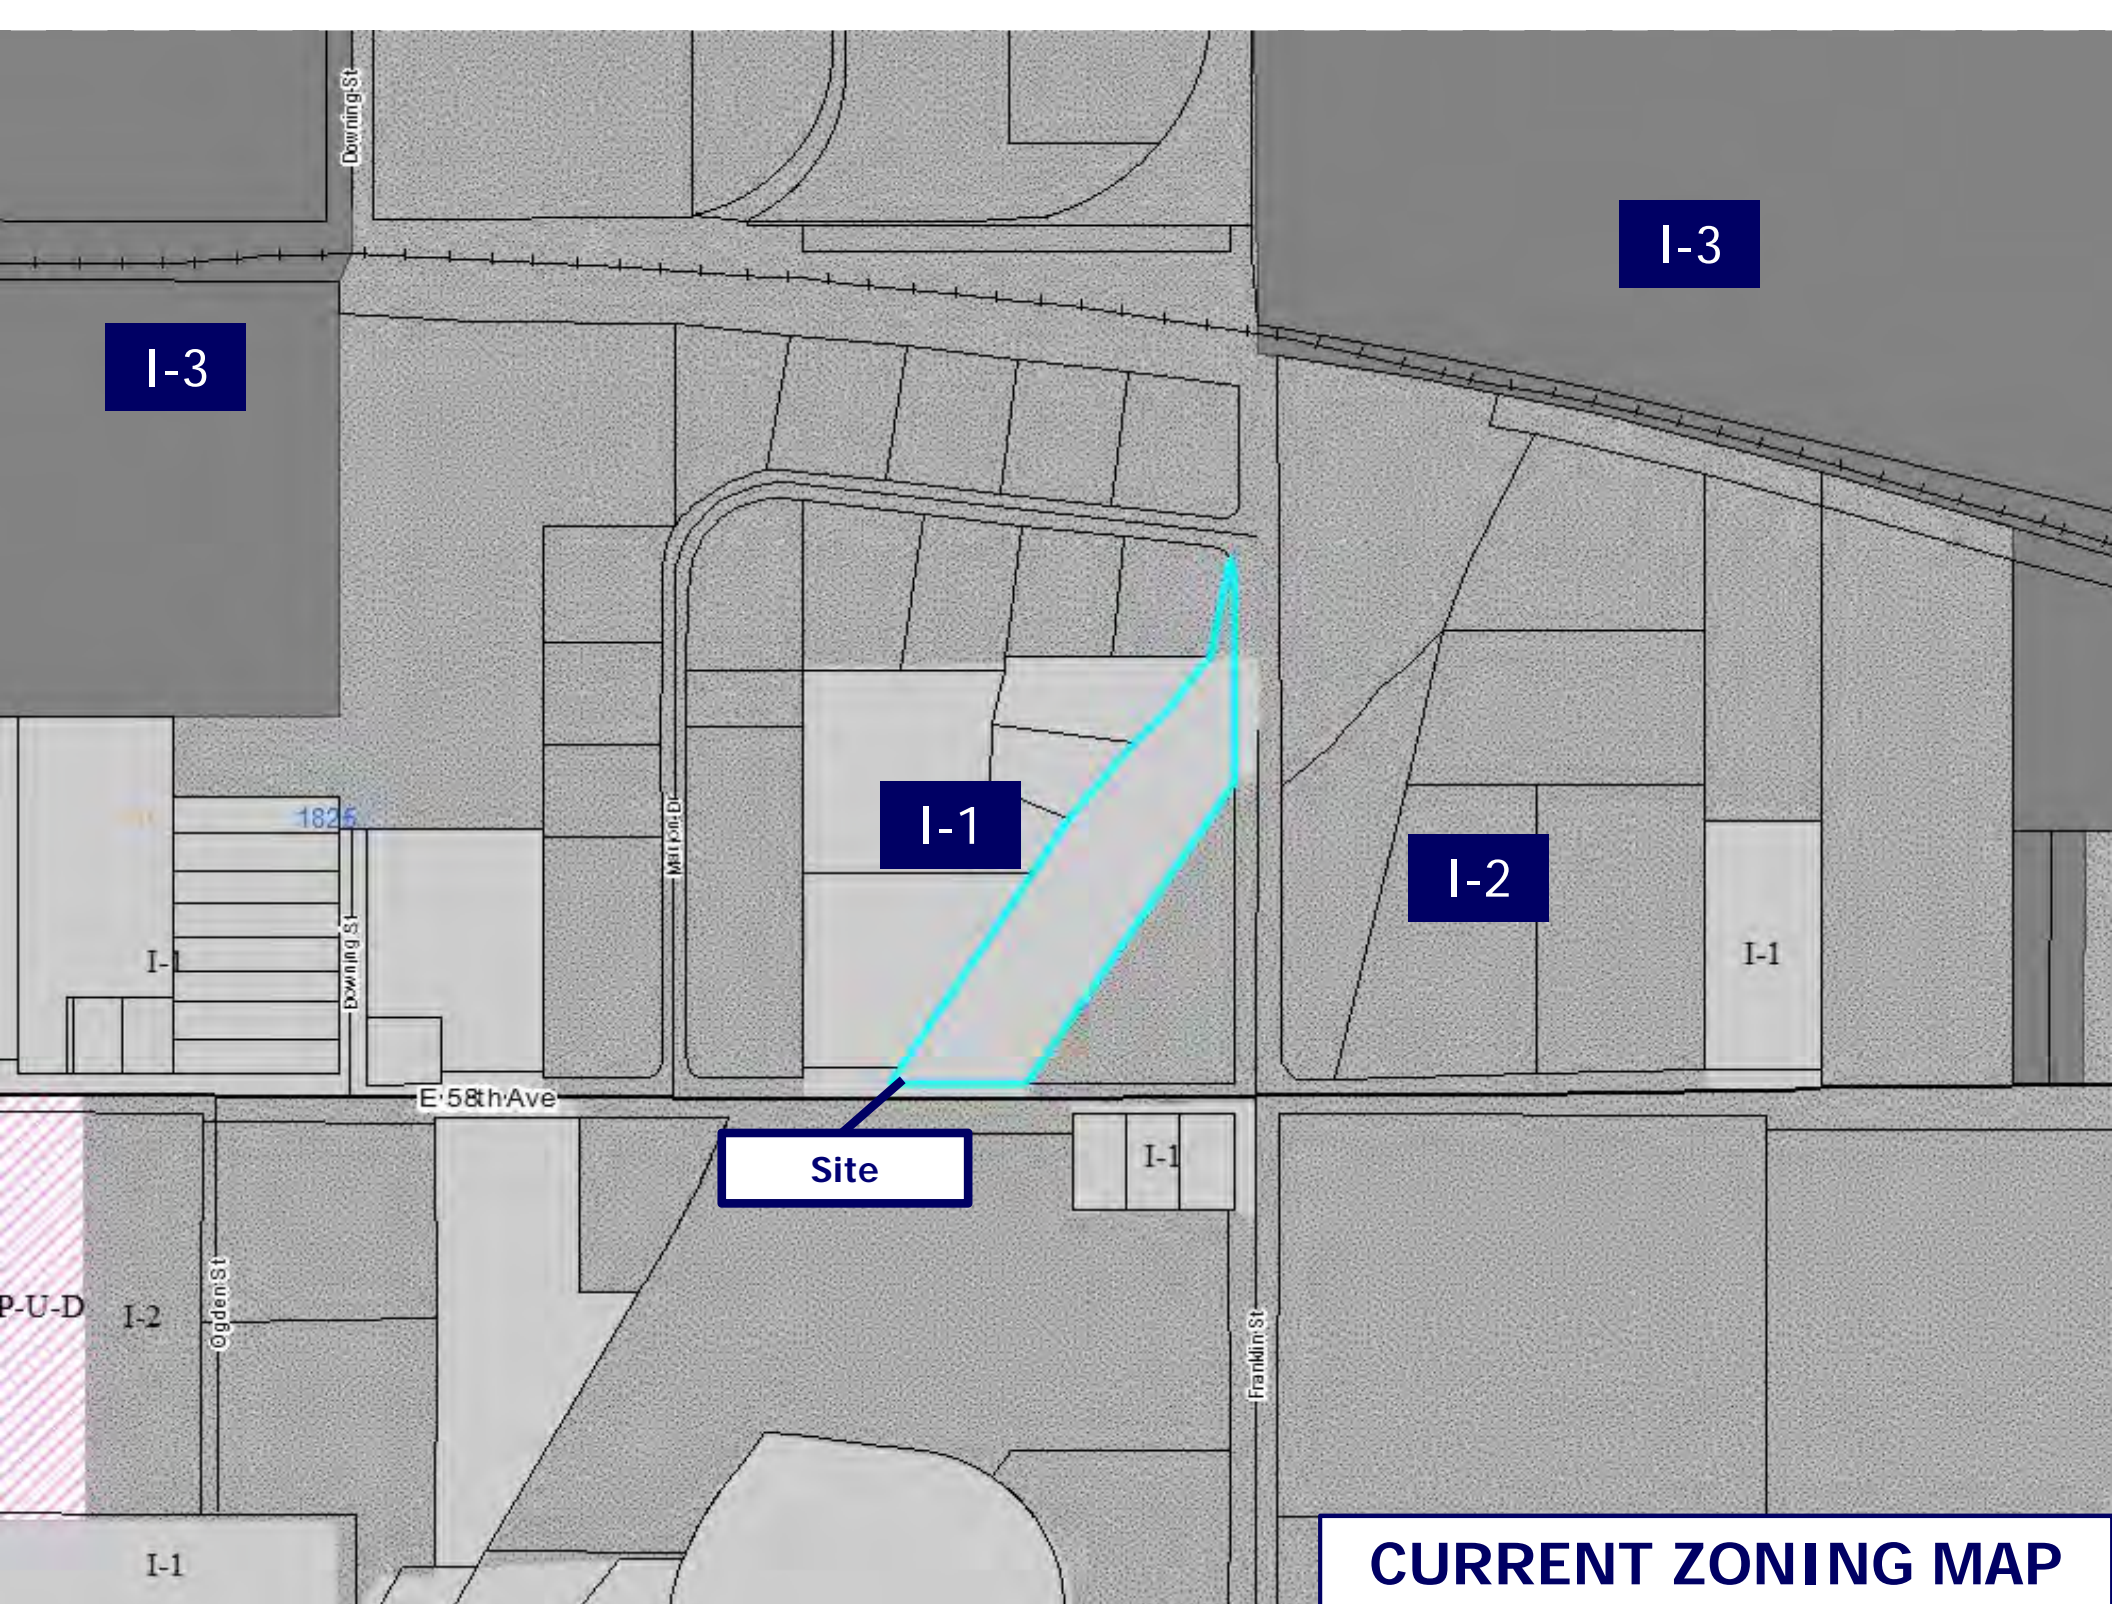 Downing St
I-3
I-3
1825
I-1
Marion Dr
I-2
I-1
I-1
Downing St
E 58th Ave
Site
I-1
P-U-D
I-2
Ogden St
Franklin St
I-1
CURRENT ZONING MAP